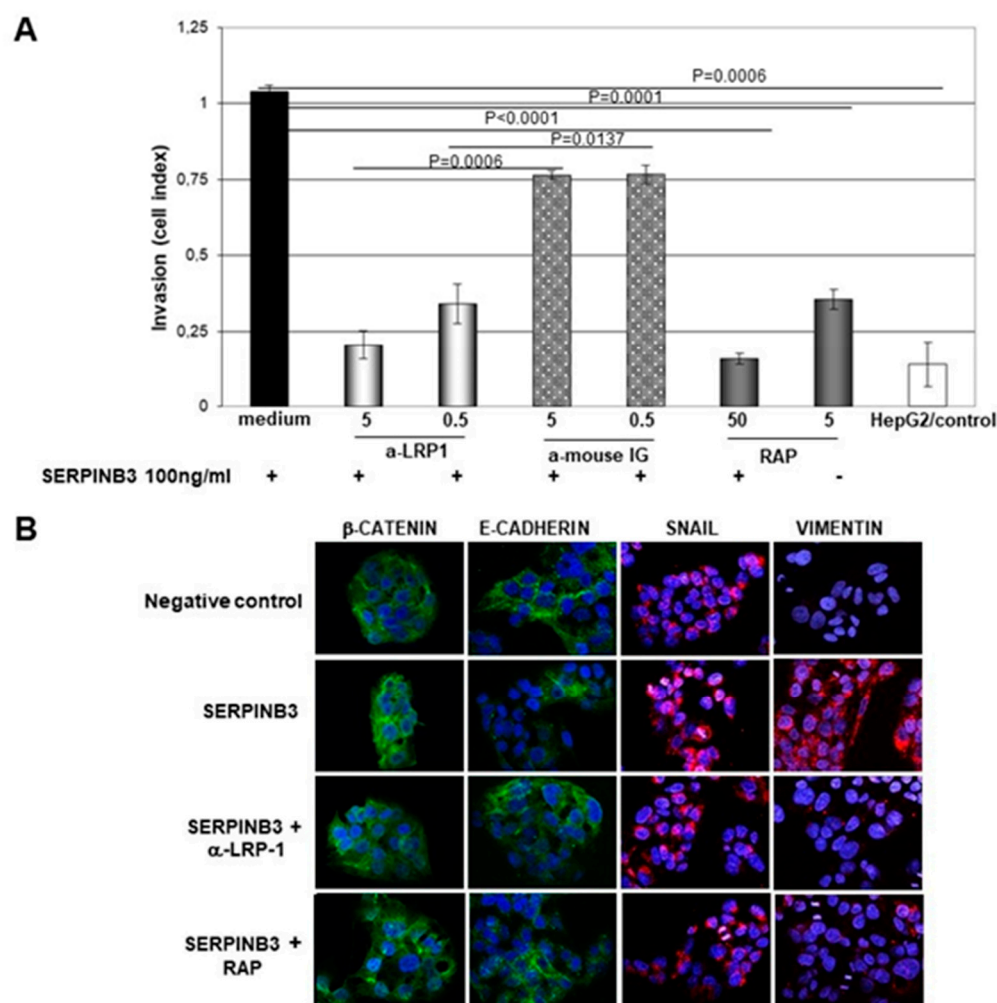 A
1,25
P=0.0006
1
P=0.0001
P<0.0001
P=0.0137
P=0.0006
0,75
0,5
0,25
0
Invasion (cell index)
medium 5 0.5 5 0.5 50 5 HepG2/control
a-LRP1 a-mouse IG RAP
SERPINB3 100ng/ml + + + + + + -
B
β-CATENIN E-CADHERIN SNAIL VIMENTIN
Negative control
SERPINB3
SERPINB3 +
α-LRP-1
SERPINB3 +
RAP